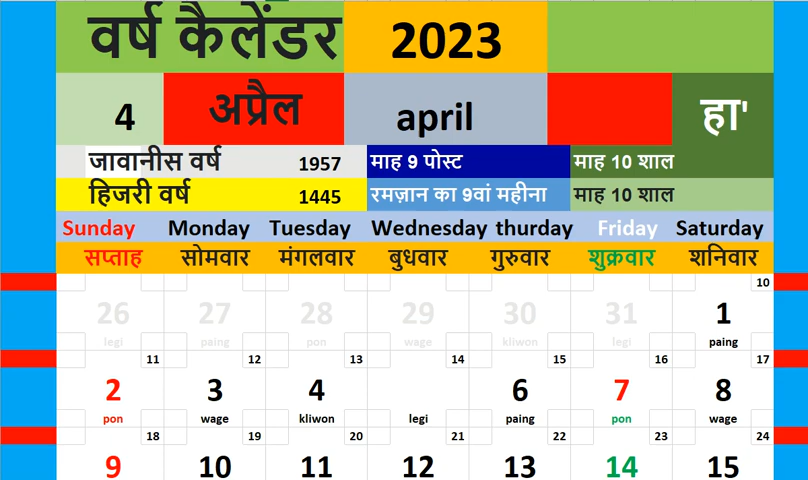 वर्ष कैलेंडर 2023
4 अप्रैल april हा'
जावानीस वर्ष 1957 माह 9 पोस्ट माह 10 शाल
हिजरी वर्ष 1445 रमज़ान का 9वां महीना माह 10 शाल
Sunday Monday Tuesday Wednesday thurday Friday Saturday
सप्ताह सोमवार मंगलवार बुधवार गुरुवार शुक्रवार शनिवार
10
26 27 28 29 30 31 1
legi paing pon wage kliwon legi paing
11 12 13 14 15 16 17
2 3 4 6 7 8
pon wage kliwon legi paing pon wage
18 19 20 21 22 23 24
9 10 11 12 13 14 15